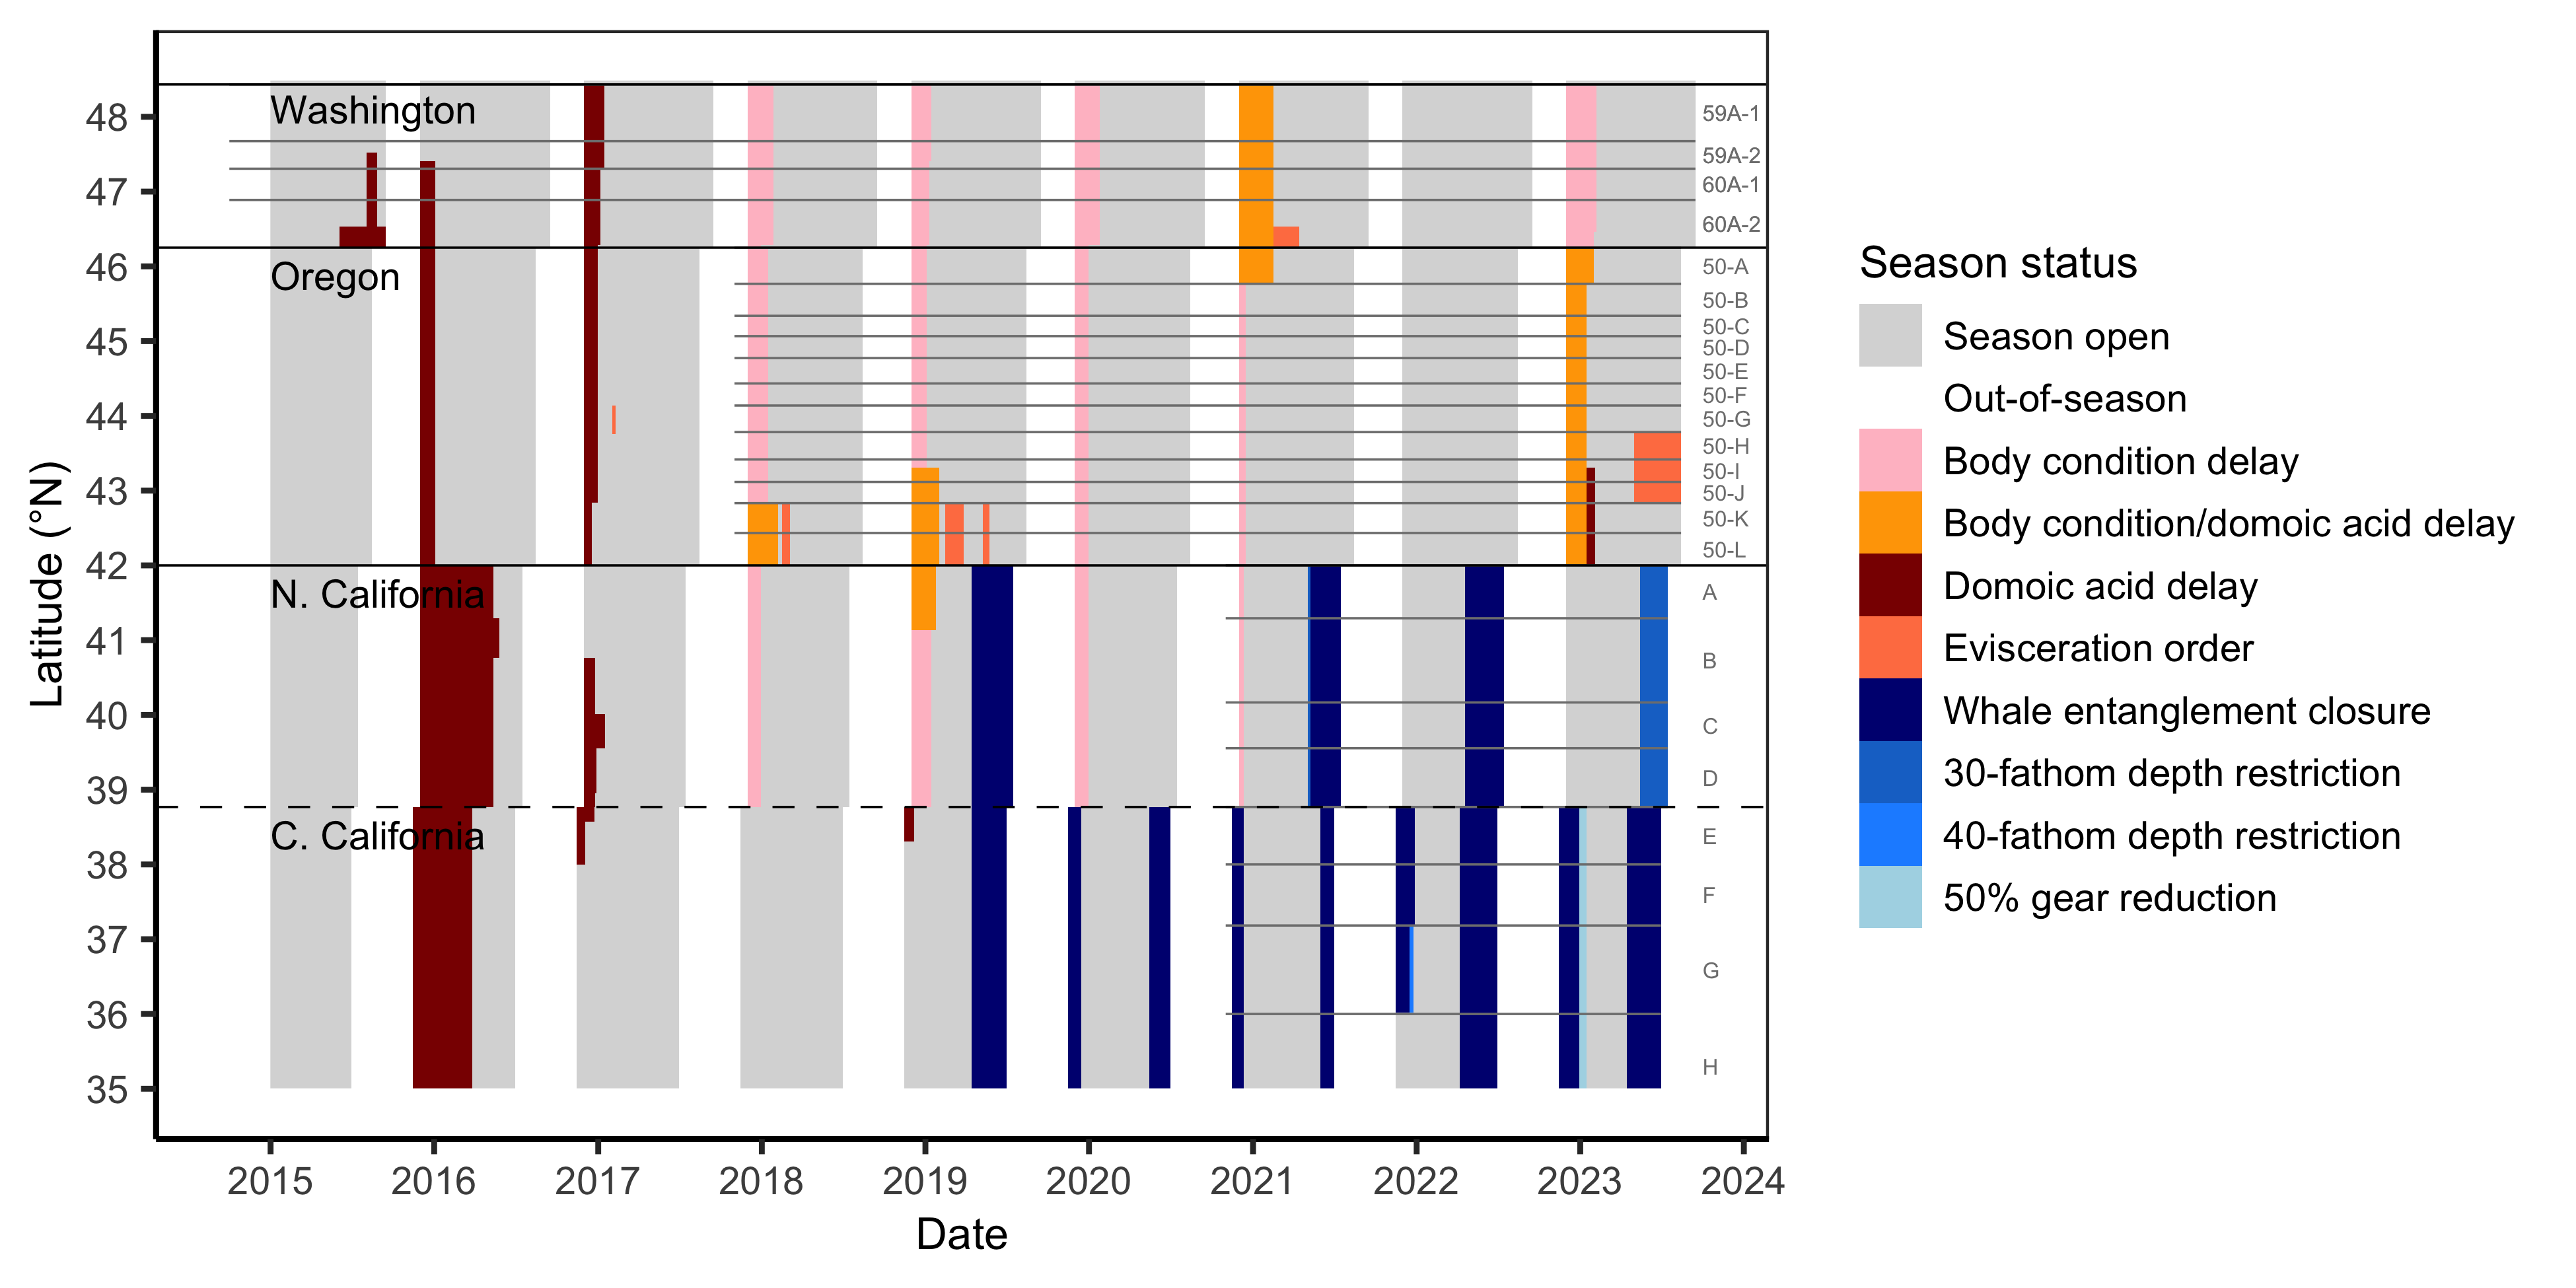 Washington
Oregon
N. California
C. California
59A-1
59A-2
60A-1
60A-2
50-A
50-B
50-C
50-D
50-E
50-F
50-G
50-H
50-I
50-J
50-K
50-L
A
B
C
D
E
F
G
H
48
47
46
45
44
43
42
41
40
39
38
37
36
35
Latitude (°N)
2015 2016 2017 2018 2019 2020 2021 2022 2023 2024
Date
Season status
Season open
Out-of-season
Body condition delay
Body condition/domoic acid delay
Domoic acid delay
Evisceration order
Whale entanglement closure
30-fathom depth restriction
40-fathom depth restriction
50% gear reduction